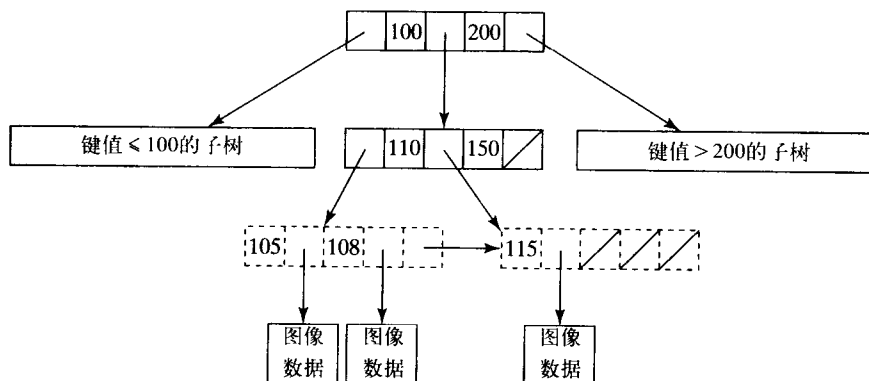 100 200
键值≤100的子树 110 150 键值>200的子树
105 108 115
图像 图像 图像
数据 数据 数据